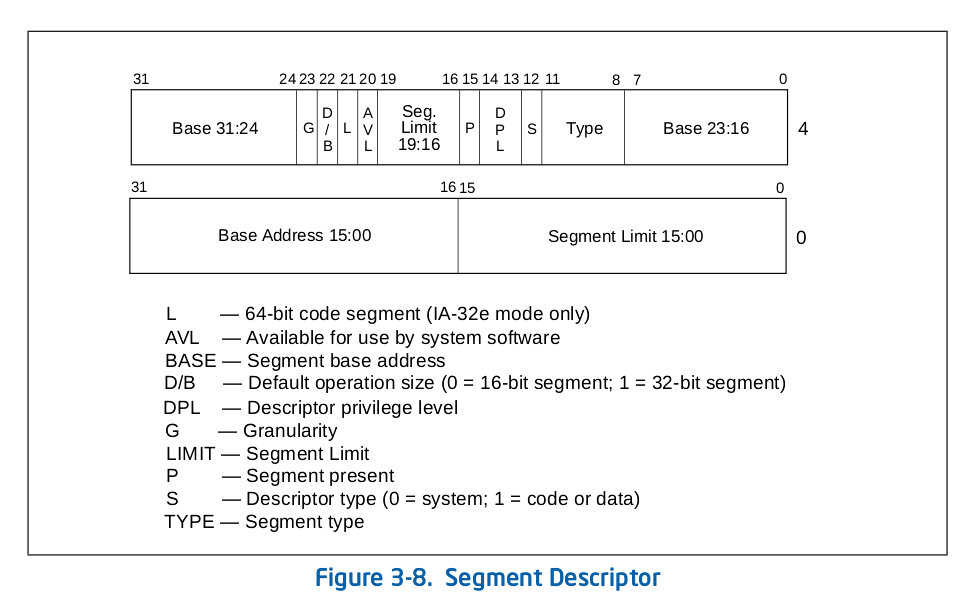 31 24 23 22 21 20 19 16 15 14 13 12 11 8 7 0
Base 31:24 G D/B L AVL Seg. Limit 19:16 P DPL S Type Base 23:16 4
31 16 15 0
Base Address 15:00 Segment Limit 15:00 0
L — 64-bit code segment (IA-32e mode only)
AVL — Available for use by system software
BASE — Segment base address
D/B — Default operation size (0 = 16-bit segment; 1 = 32-bit segment)
DPL — Descriptor privilege level
G — Granularity
LIMIT — Segment Limit
P — Segment present
S — Descriptor type (0 = system; 1 = code or data)
TYPE — Segment type
Figure 3-8. Segment Descriptor